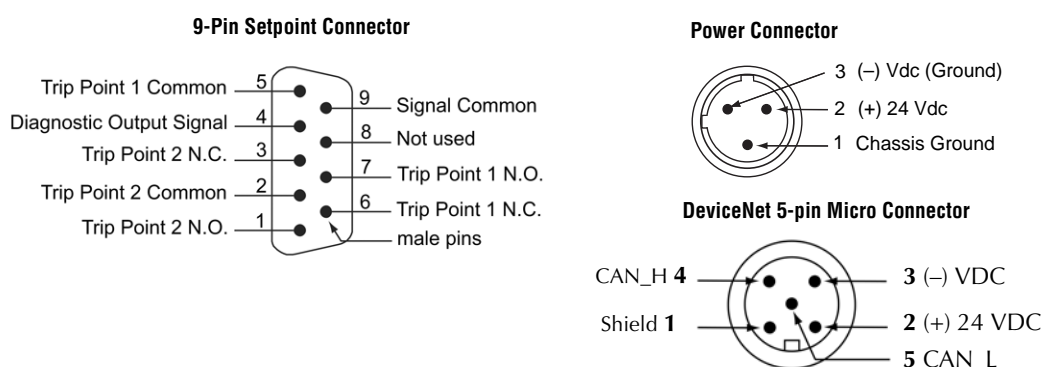 9-Pin Setpoint Connector
Trip Point 1 Common 5
Diagnostic Output Signal 4
Trip Point 2 N.C. 3
Trip Point 2 Common 2
Trip Point 2 N.O. 1
9 Signal Common
8 Not used
7 Trip Point 1 N.O.
6 Trip Point 1 N.C.
male pins
Power Connector
3 (–) Vdc (Ground)
2 (+) 24 Vdc
1 Chassis Ground
DeviceNet 5-pin Micro Connector
CAN_H 4
Shield 1
3 (–) VDC
2 (+) 24 VDC
5 CAN_L